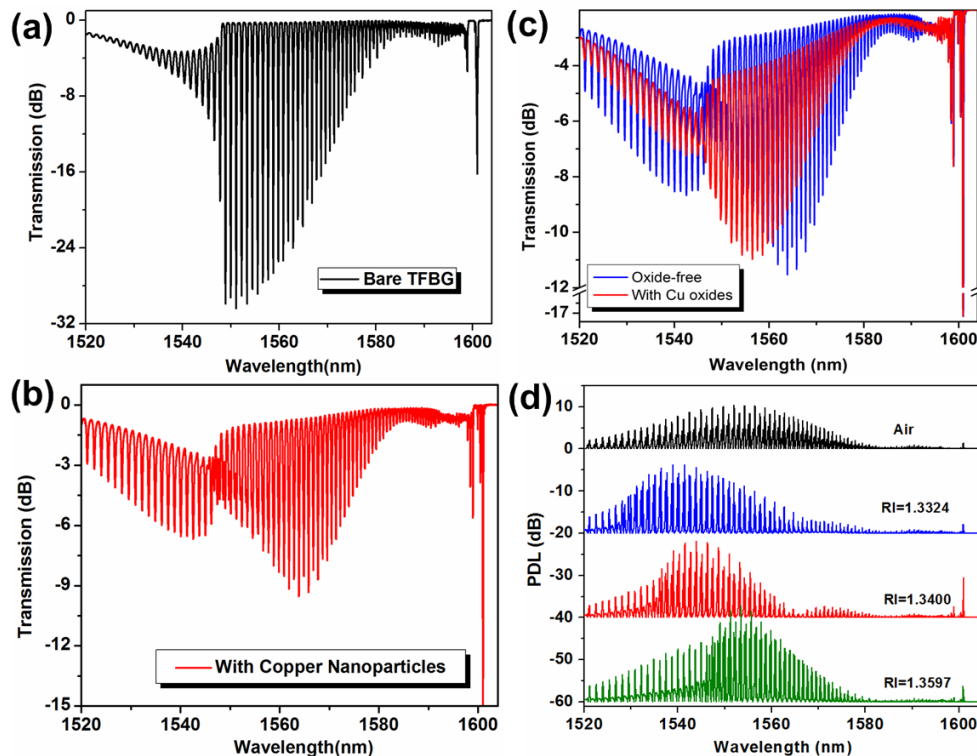 (a)
0
-8
-16
-24
-32
Transmission (dB)
Bare TFBG
1520 1540 1560 1580 1600
Wavelength(nm)
(b)
0
-3
-6
-9
-12
-15
Transmission (dB)
With Copper Nanoparticles
1520 1540 1560 1580 1600
Wavelength(nm)
(c)
-4
-6
-8
-10
-12
-17
Transmission (dB)
Oxide-free
With Cu oxides
1520 1540 1560 1580 1600
Wavelength (nm)
(d)
10
0
-10
-20
-30
-40
-50
-60
PDL (dB)
Air
RI=1.3324
RI=1.3400
RI=1.3597
1520 1540 1560 1580 1600
Wavelength (nm)